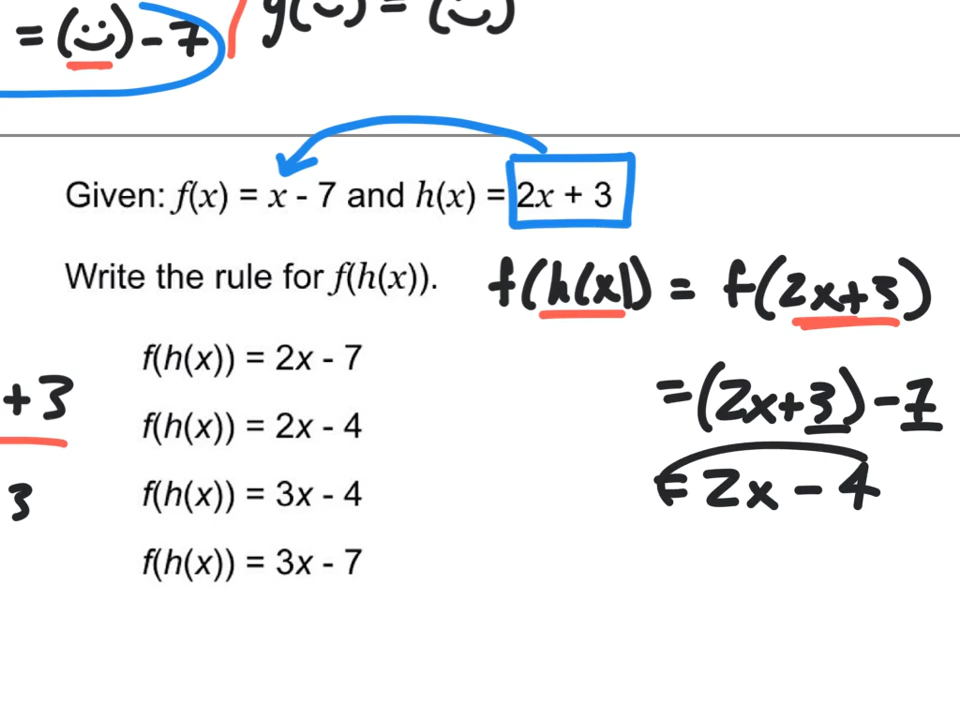 = (☺) - 7 / g(☺) = (☺)
Given: f(x) = x - 7 and h(x) = 2x + 3
Write the rule for f(h(x)).
f(h(x)) = f(2x+3)
f(h(x)) = 2x - 7
= (2x+3) - 7
+3
f(h(x)) = 2x - 4
= 2x - 4
3
f(h(x)) = 3x - 4
f(h(x)) = 3x - 7